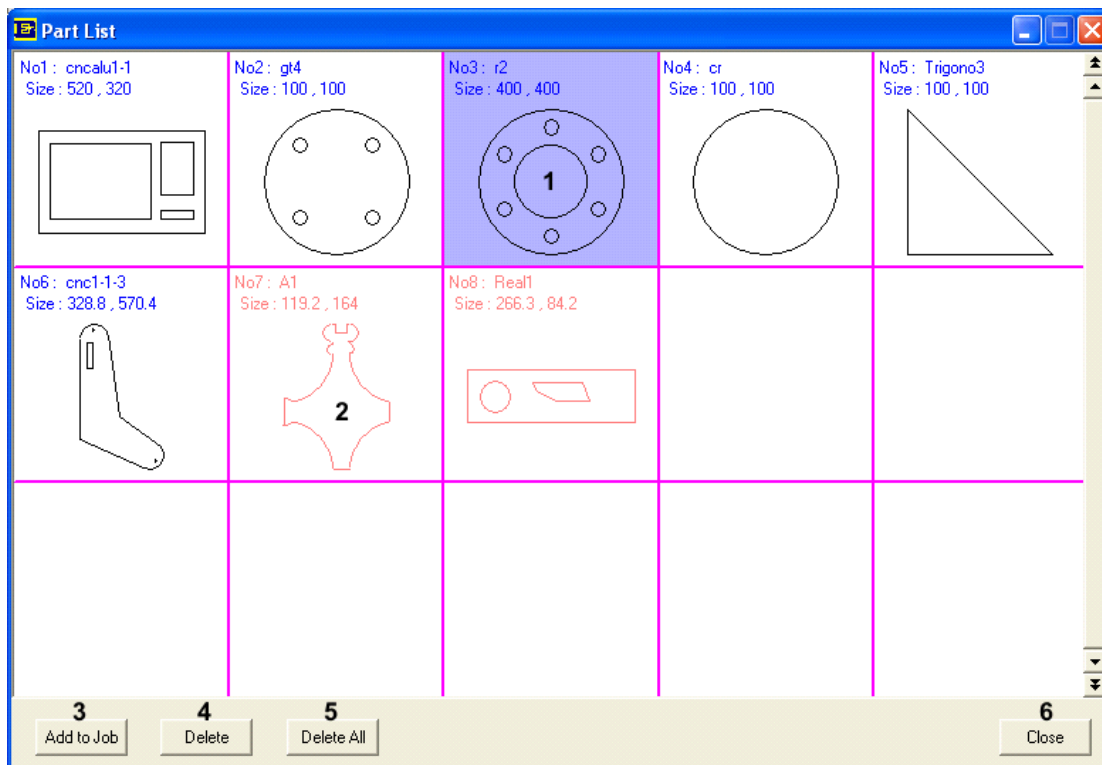 Part List
No1 : cncalu1-1
Size : 520 , 320
No2 : gt4
Size : 100 , 100
No3 : r2
Size : 400 , 400
No4 : cr
Size : 100 , 100
No5 : Trigono3
Size : 100 , 100
1
No6 : cnc1-1-3
Size : 328.8 , 570.4
No7 : A1
Size : 119.2 , 164
No8 : Real1
Size : 266.3 , 84.2
2
3
4
5
6
Add to Job
Delete
Delete All
Close